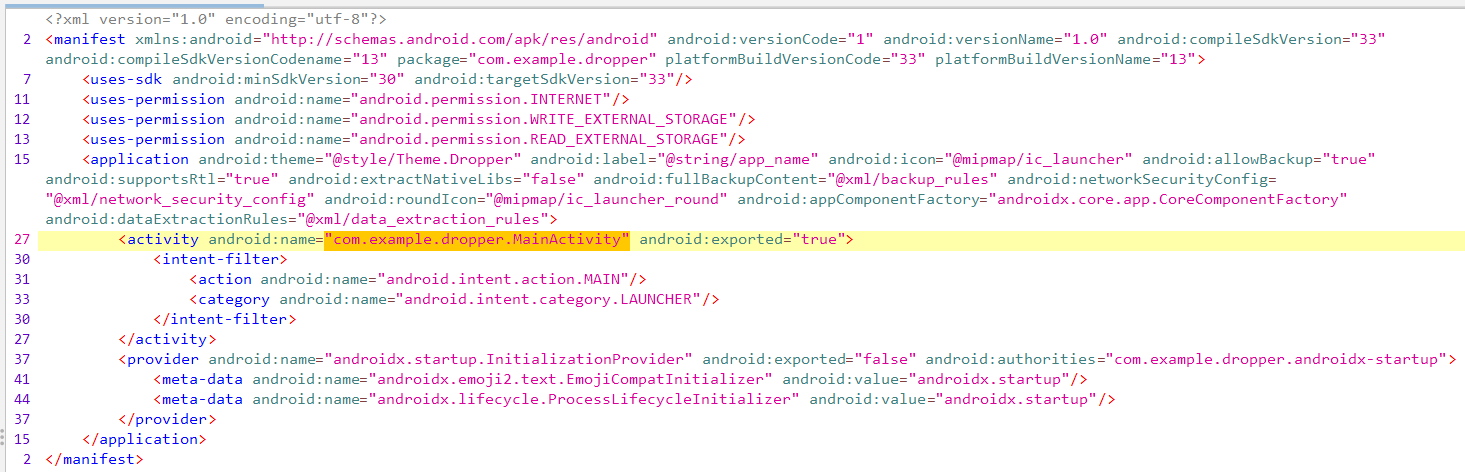 <?xml version="1.0" encoding="utf-8"?>
2 <manifest xmlns:android="http://schemas.android.com/apk/res/android" android:versionCode="1" android:versionName="1.0" android:compileSdkVersion="33"
android:compileSdkVersionCodename="13" package="com.example.dropper" platformBuildVersionCode="33" platformBuildVersionName="13">
7 <uses-sdk android:minSdkVersion="30" android:targetSdkVersion="33"/>
11 <uses-permission android:name="android.permission.INTERNET"/>
12 <uses-permission android:name="android.permission.WRITE_EXTERNAL_STORAGE"/>
13 <uses-permission android:name="android.permission.READ_EXTERNAL_STORAGE"/>
15 <application android:theme="@style/Theme.Dropper" android:label="@string/app_name" android:icon="@mipmap/ic_launcher" android:allowBackup="true"
android:supportsRtl="true" android:extractNativeLibs="false" android:fullBackupContent="@xml/backup_rules" android:networkSecurityConfig=
"@xml/network_security_config" android:roundIcon="@mipmap/ic_launcher_round" android:appComponentFactory="androidx.core.app.CoreComponentFactory"
android:dataExtractionRules="@xml/data_extraction_rules">
27 <activity android:name="com.example.dropper.MainActivity" android:exported="true">
30 <intent-filter>
31 <action android:name="android.intent.action.MAIN"/>
33 <category android:name="android.intent.category.LAUNCHER"/>
30 </intent-filter>
27 </activity>
37 <provider android:name="androidx.startup.InitializationProvider" android:exported="false" android:authorities="com.example.dropper.androidx-startup">
41 <meta-data android:name="androidx.emoji2.text.EmojiCompatInitializer" android:value="androidx.startup"/>
44 <meta-data android:name="androidx.lifecycle.ProcessLifecycleInitializer" android:value="androidx.startup"/>
37 </provider>
15 </application>
2 </manifest>